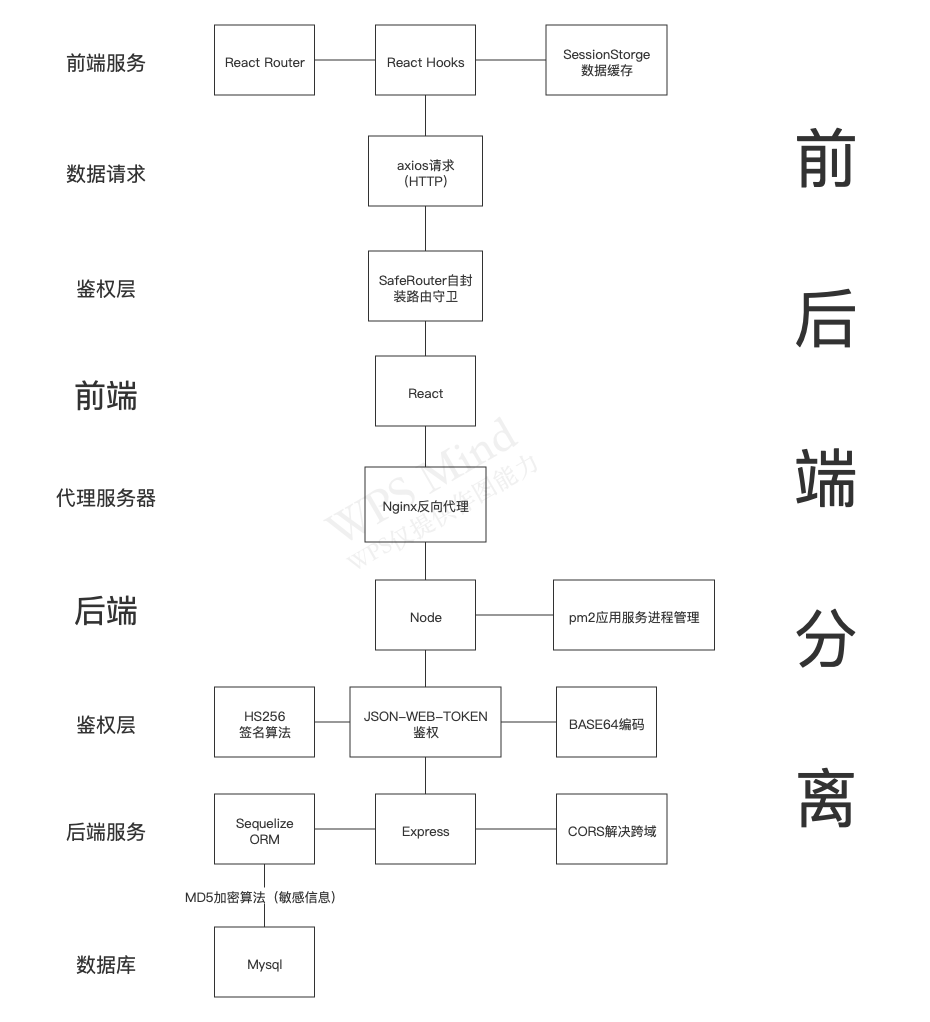 前端服务
React Router
React Hooks
SessionStorge
数据缓存
数据请求
axios请求
（HTTP）
鉴权层
SafeRouter自封
装路由守卫
前端
React
代理服务器
Nginx反向代理
WPS Mind
WPS仅提供作图能力
后端
Node
pm2应用服务进程管理
鉴权层
HS256
签名算法
JSON-WEB-TOKEN
鉴权
BASE64编码
后端服务
Sequelize
ORM
Express
CORS解决跨域
MD5加密算法（敏感信息）
数据库
Mysql
前
后
端
分
离